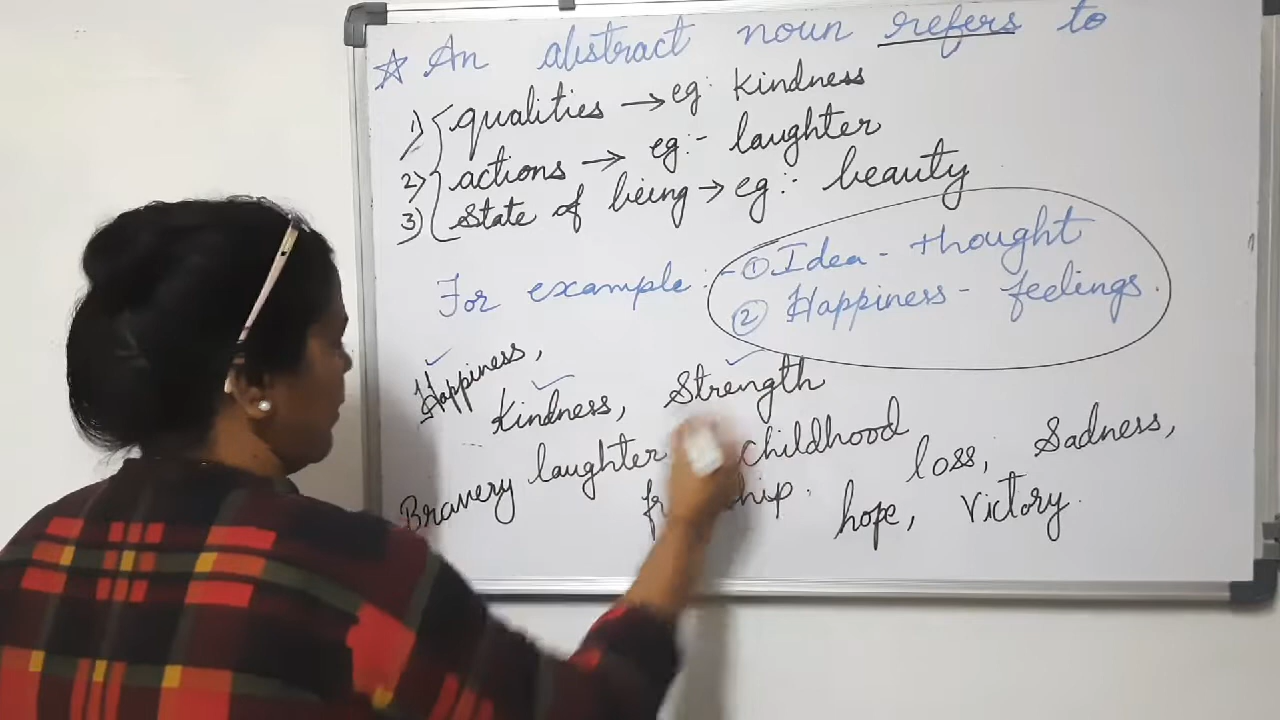 ☆ An abstract noun refers to
1) qualities → eg: Kindness
2) actions → eg:- laughter
3) State of being → eg:- beauty
For example:- ① Idea - thought
② Happiness - feelings.
Happiness,
Kindness, Strength
Bravery laughter childhood loss, Sadness,
hope, Victory.